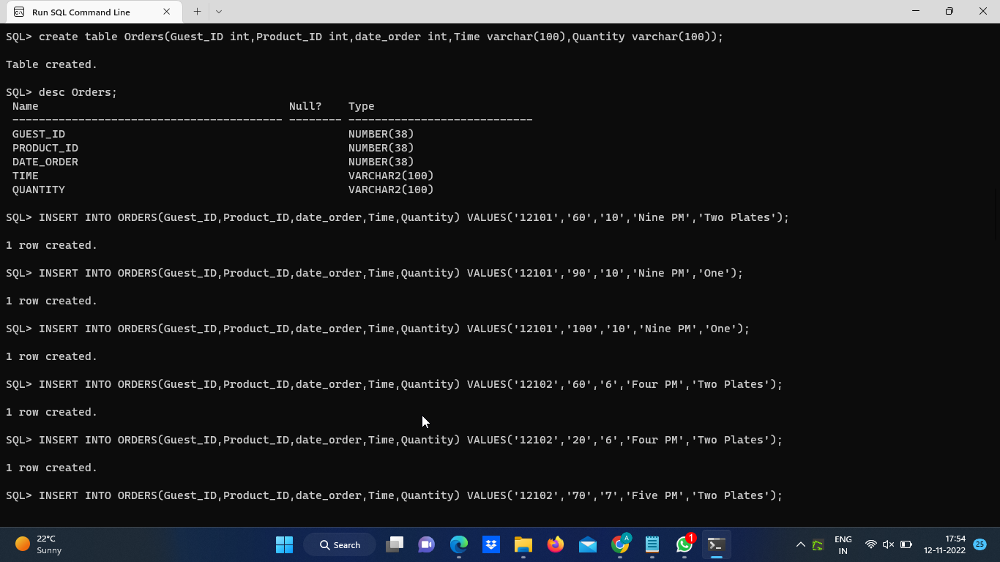 Run SQL Command Line
SQL> create table Orders(Guest_ID int,Product_ID int,date_order int,Time varchar(100),Quantity varchar(100));
Table created.
SQL> desc Orders;
Name Null? Type
----------------------------------------- -------- ----------------------------
GUEST_ID NUMBER(38)
PRODUCT_ID NUMBER(38)
DATE_ORDER NUMBER(38)
TIME VARCHAR2(100)
QUANTITY VARCHAR2(100)
SQL> INSERT INTO ORDERS(Guest_ID,Product_ID,date_order,Time,Quantity) VALUES('12101','60','10','Nine PM','Two Plates');
1 row created.
SQL> INSERT INTO ORDERS(Guest_ID,Product_ID,date_order,Time,Quantity) VALUES('12101','90','10','Nine PM','One');
1 row created.
SQL> INSERT INTO ORDERS(Guest_ID,Product_ID,date_order,Time,Quantity) VALUES('12101','100','10','Nine PM','One');
1 row created.
SQL> INSERT INTO ORDERS(Guest_ID,Product_ID,date_order,Time,Quantity) VALUES('12102','60','6','Four PM','Two Plates');
1 row created.
SQL> INSERT INTO ORDERS(Guest_ID,Product_ID,date_order,Time,Quantity) VALUES('12102','20','6','Four PM','Two Plates');
1 row created.
SQL> INSERT INTO ORDERS(Guest_ID,Product_ID,date_order,Time,Quantity) VALUES('12102','70','7','Five PM','Two Plates');
22°C
Sunny
Search
A
1
ENG
IN
17:54
12-11-2022
25